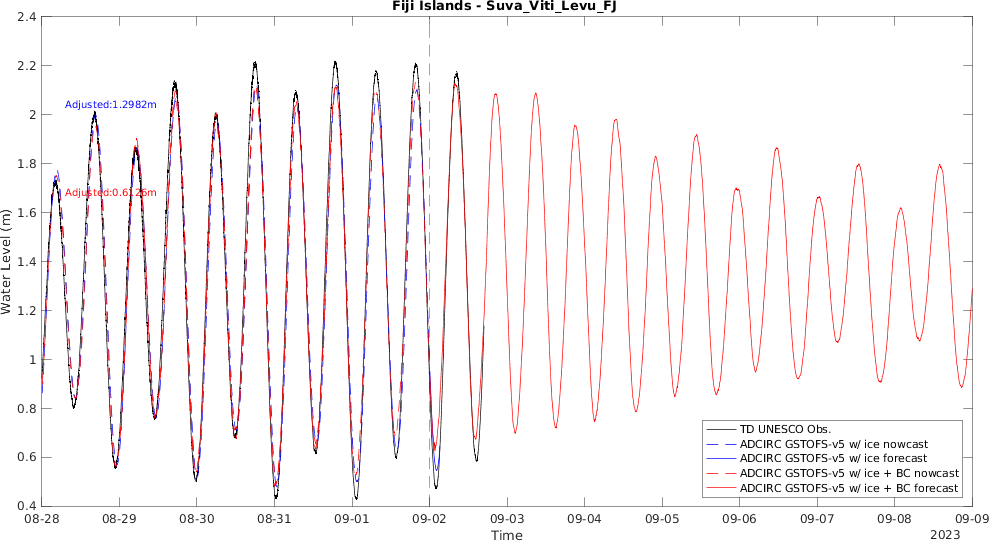 Fiji Islands - Suva_Viti_Levu_FJ
2.4
2.2
2
1.8
1.6
1.4
1.2
1
0.8
0.6
0.4
Water Level (m)
Adjusted:1.2982m
Adjusted:0.6126m
TD UNESCO Obs.
ADCIRC GSTOFS-v5 w/ ice nowcast
ADCIRC GSTOFS-v5 w/ ice forecast
ADCIRC GSTOFS-v5 w/ ice + BC nowcast
ADCIRC GSTOFS-v5 w/ ice + BC forecast
08-28 08-29 08-30 08-31 09-01 09-02 09-03 09-04 09-05 09-06 09-07 09-08 09-09
Time
2023